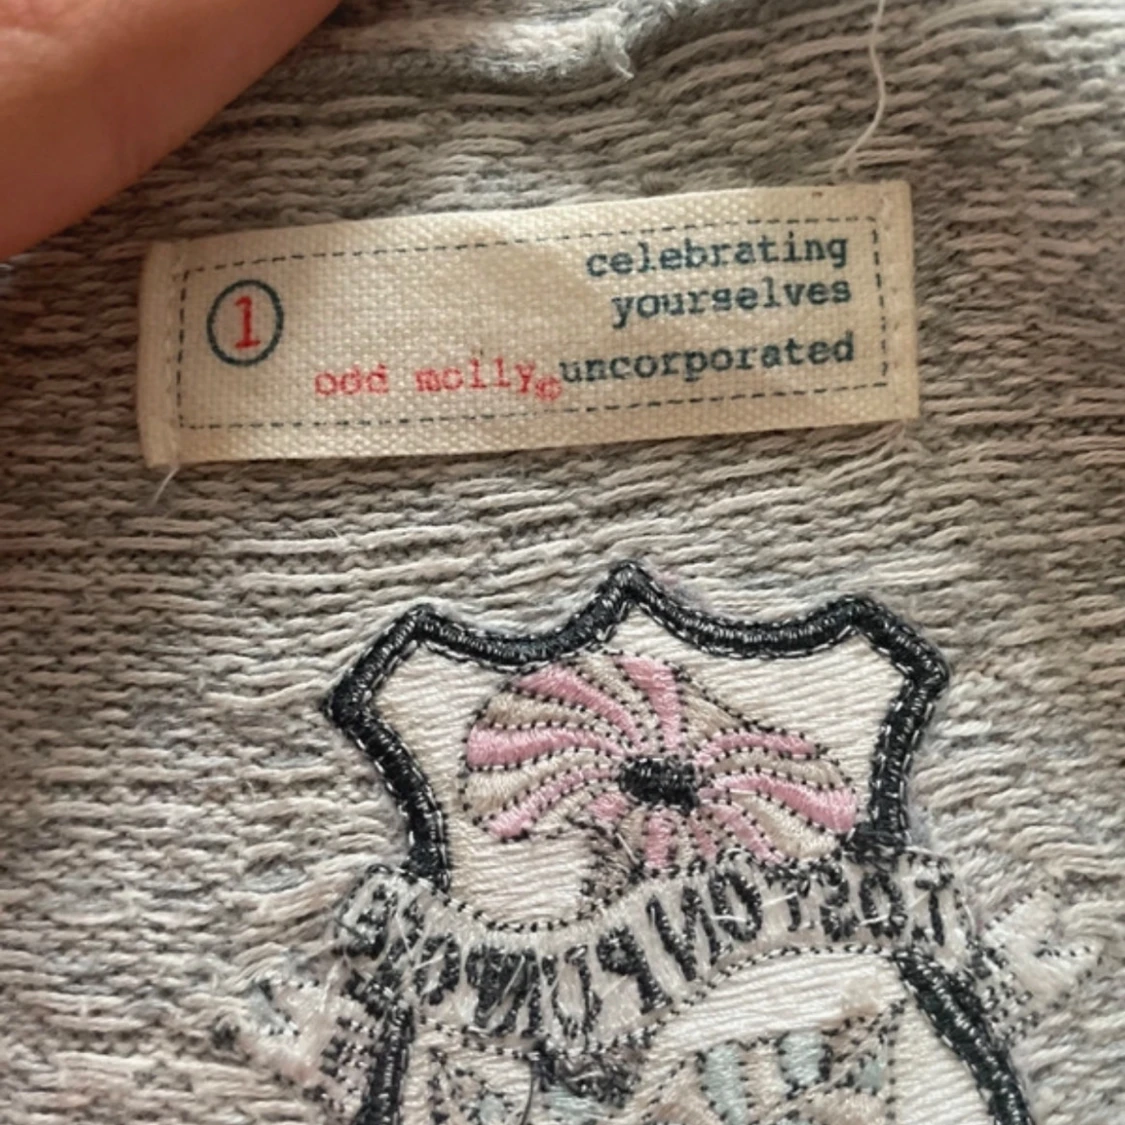 celebrating
yourselves
1
odd molly© uncorporated